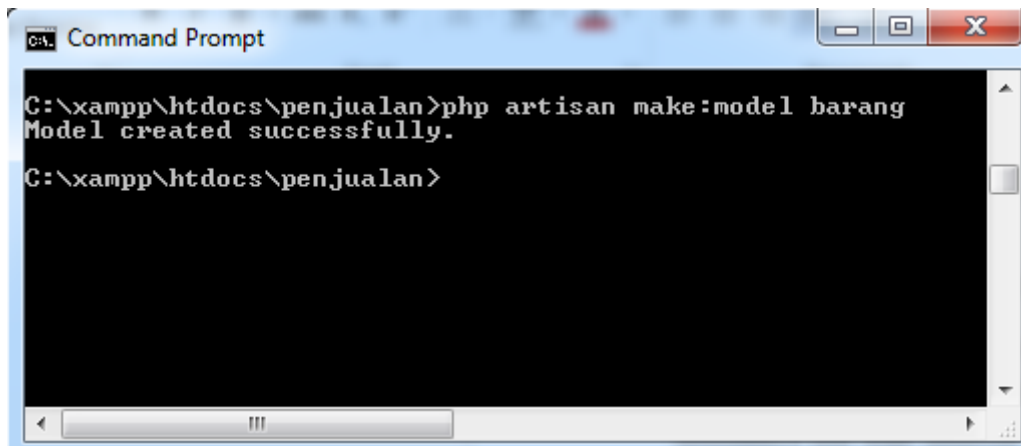 Command Prompt
C:\xampp\htdocs\penjualan>php artisan make:model barang
Model created successfully.
C:\xampp\htdocs\penjualan>